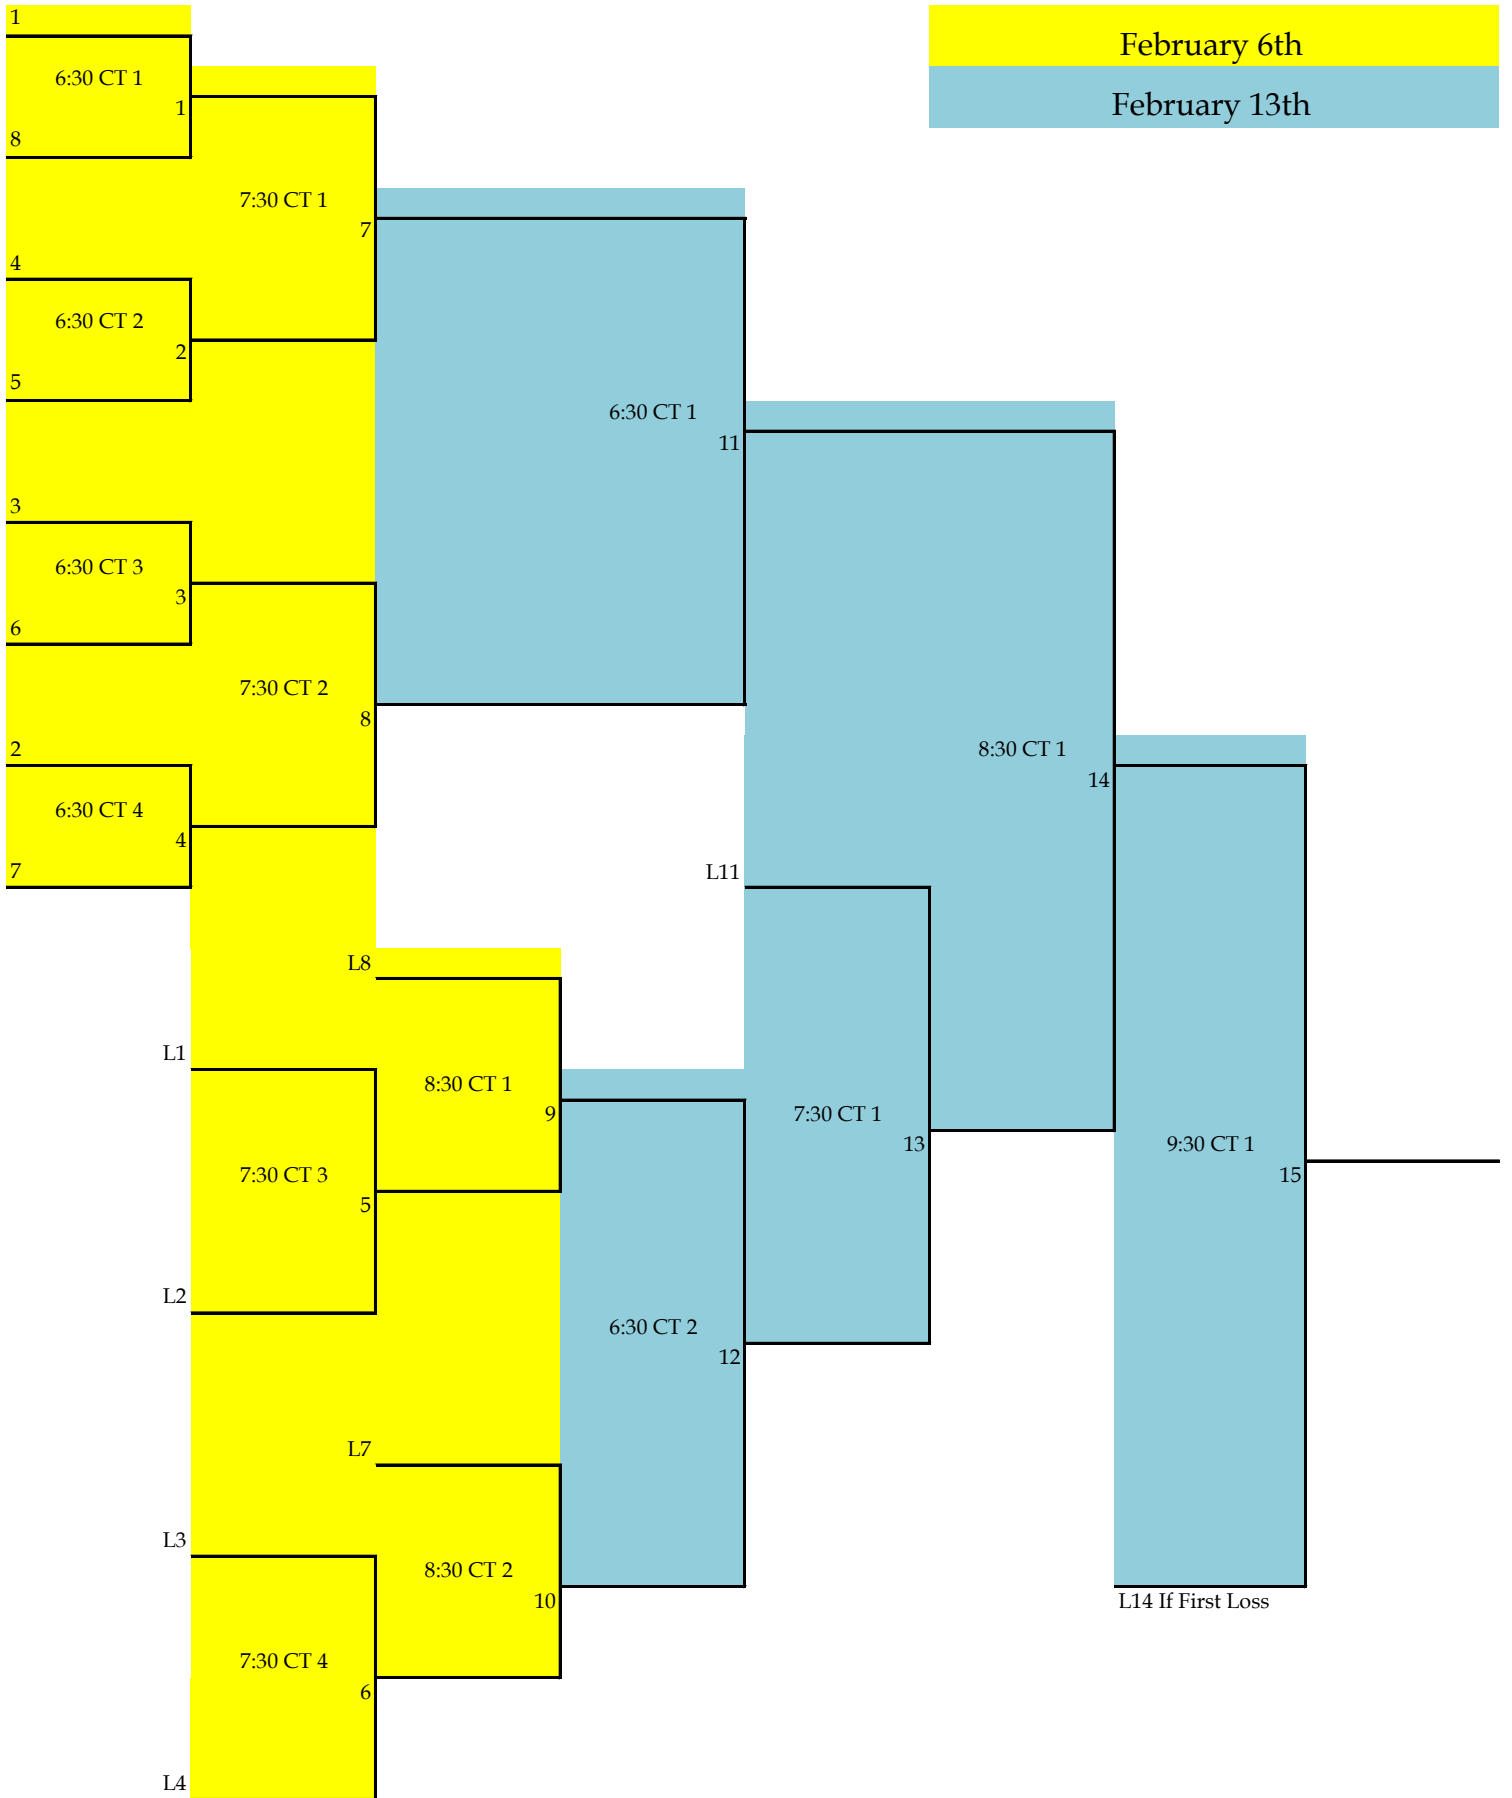 1
February 6th
6:30 CT 1
1
February 13th
8
7:30 CT 1
7
4
6:30 CT 2
2
5
6:30 CT 1
11
3
6:30 CT 3
3
6
7:30 CT 2
8
2
8:30 CT 1
14
6:30 CT 4
4
7
L11
L8
L1
8:30 CT 1
9
7:30 CT 1
13
9:30 CT 1
15
7:30 CT 3
5
L2
6:30 CT 2
12
L7
L3
8:30 CT 2
10
L14 If First Loss
7:30 CT 4
6
L4